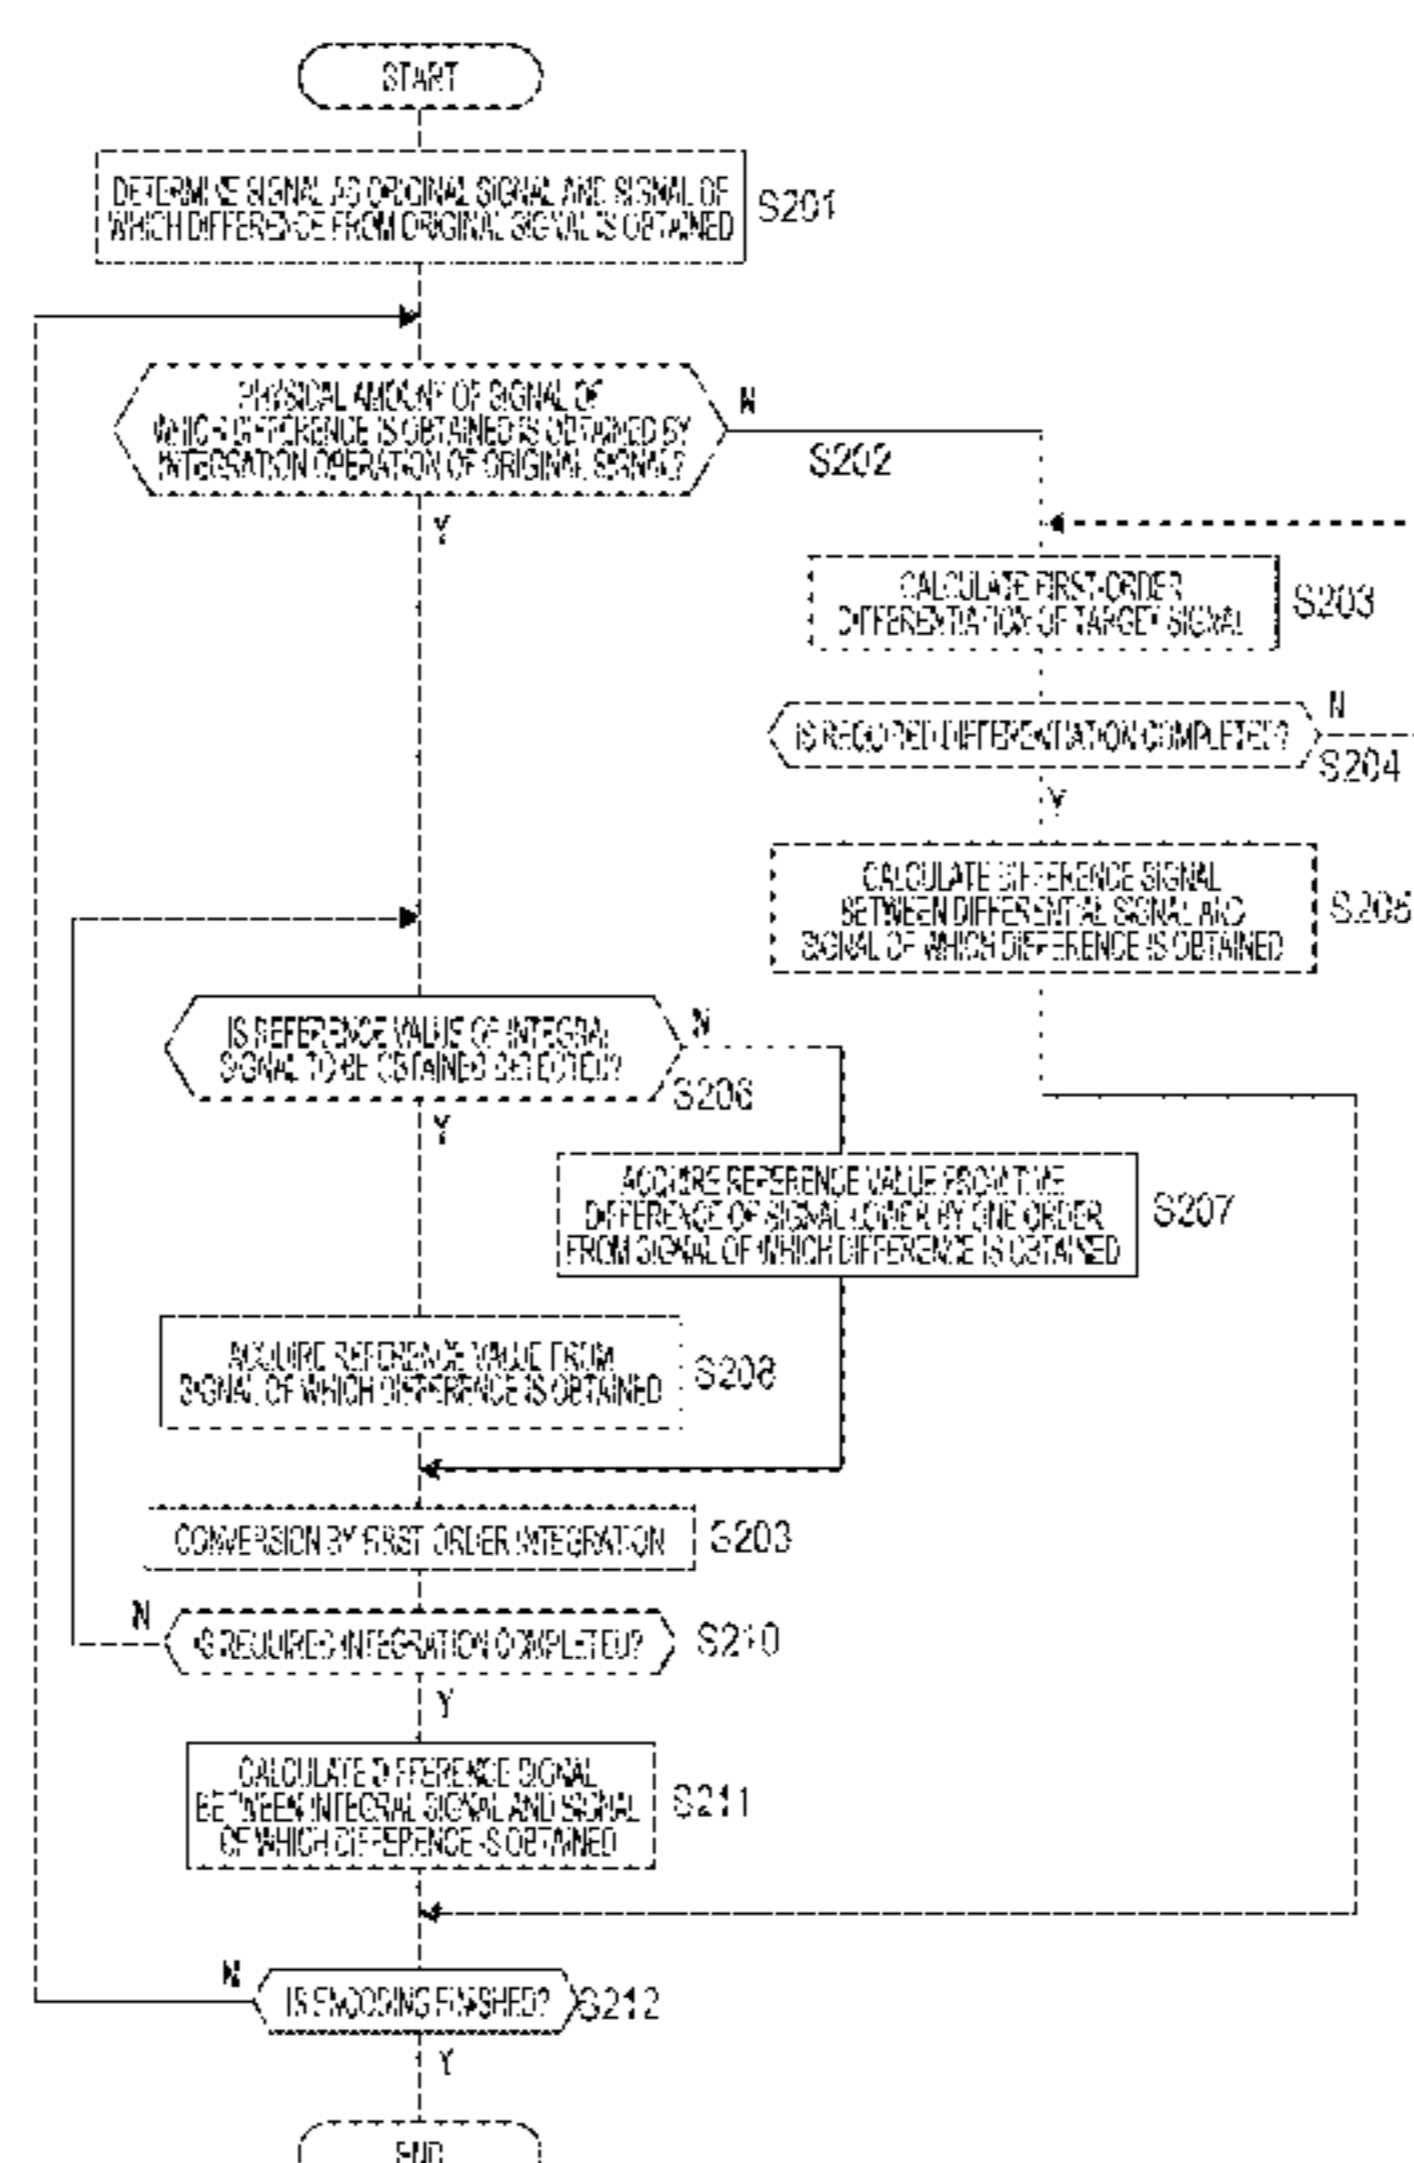 START
DETERMINE SIGNAL AS ORIGINAL SIGNAL AND SIGNAL OF
WHICH DIFFERENCE FROM ORIGINAL SIGNAL IS OBTAINED
S201
PHYSICAL AMOUNT OF SIGNAL OF
WHICH DIFFERENCE IS OBTAINED IS OBTAINED BY
INTEGRATION OPERATION OF ORIGINAL SIGNAL?
N
S202
Y
CALCULATE FIRST-ORDER
DIFFERENTIATION OF TARGET SIGNAL
S203
IS REQUIRED DIFFERENTIATION COMPLETED?
N
S204
Y
CALCULATE DIFFERENCE SIGNAL
BETWEEN DIFFERENTIAL SIGNAL AND
SIGNAL OF WHICH DIFFERENCE IS OBTAINED
S205
IS REFERENCE VALUE OF INTEGRAL
SIGNAL TO BE OBTAINED DETECTED?
N
S206
Y
ACQUIRE REFERENCE VALUE FROM TIME
DIFFERENCE OF SIGNAL LOWER BY ONE ORDER
FROM SIGNAL OF WHICH DIFFERENCE IS OBTAINED
S207
ACQUIRE REFERENCE VALUE FROM
SIGNAL OF WHICH DIFFERENCE IS OBTAINED
S208
CONVERSION BY FIRST ORDER INTEGRATION
S203
N
IS REQUIRED INTEGRATION COMPLETED?
S210
Y
CALCULATE DIFFERENCE SIGNAL
BETWEEN INTEGRAL SIGNAL AND SIGNAL
OF WHICH DIFFERENCE IS OBTAINED
S211
N
IS ENCODING FINISHED?
S212
Y
END